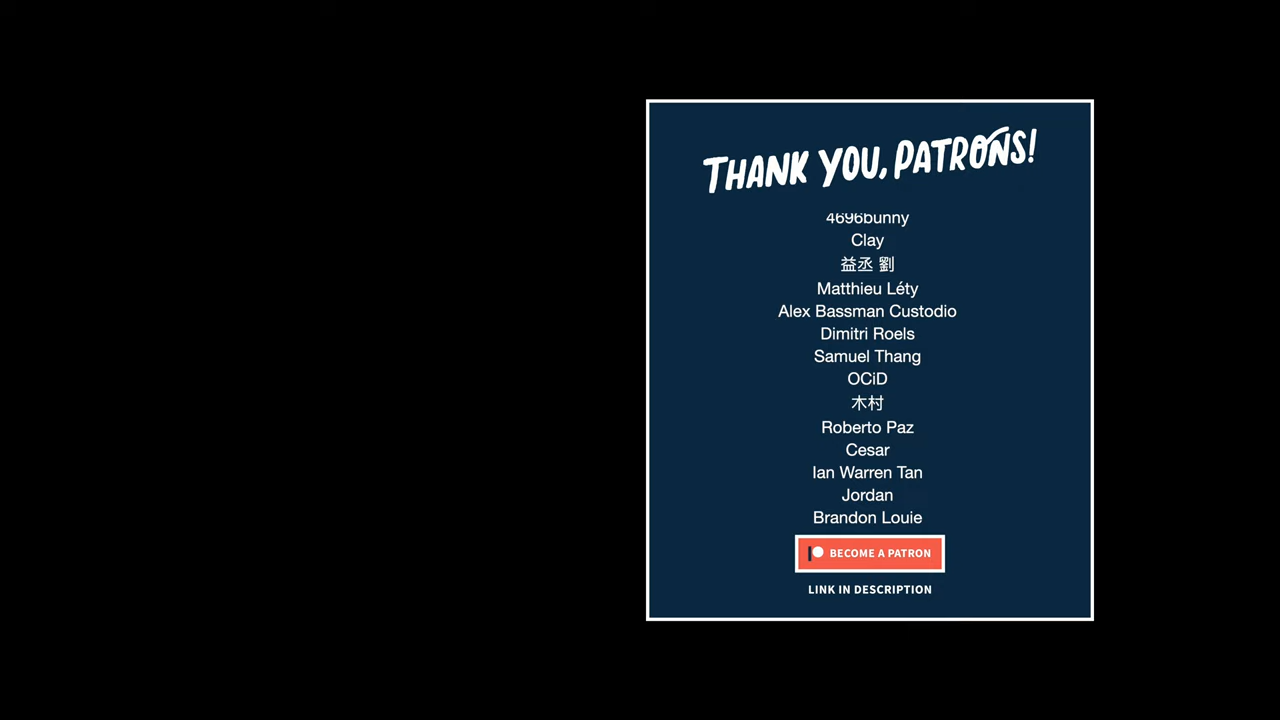 THANK YOU, PATRONS!
4696bunny
Clay
益丞 劉
Matthieu Léty
Alex Bassman Custodio
Dimitri Roels
Samuel Thang
OCiD
木村
Roberto Paz
Cesar
Ian Warren Tan
Jordan
Brandon Louie
BECOME A PATRON
LINK IN DESCRIPTION